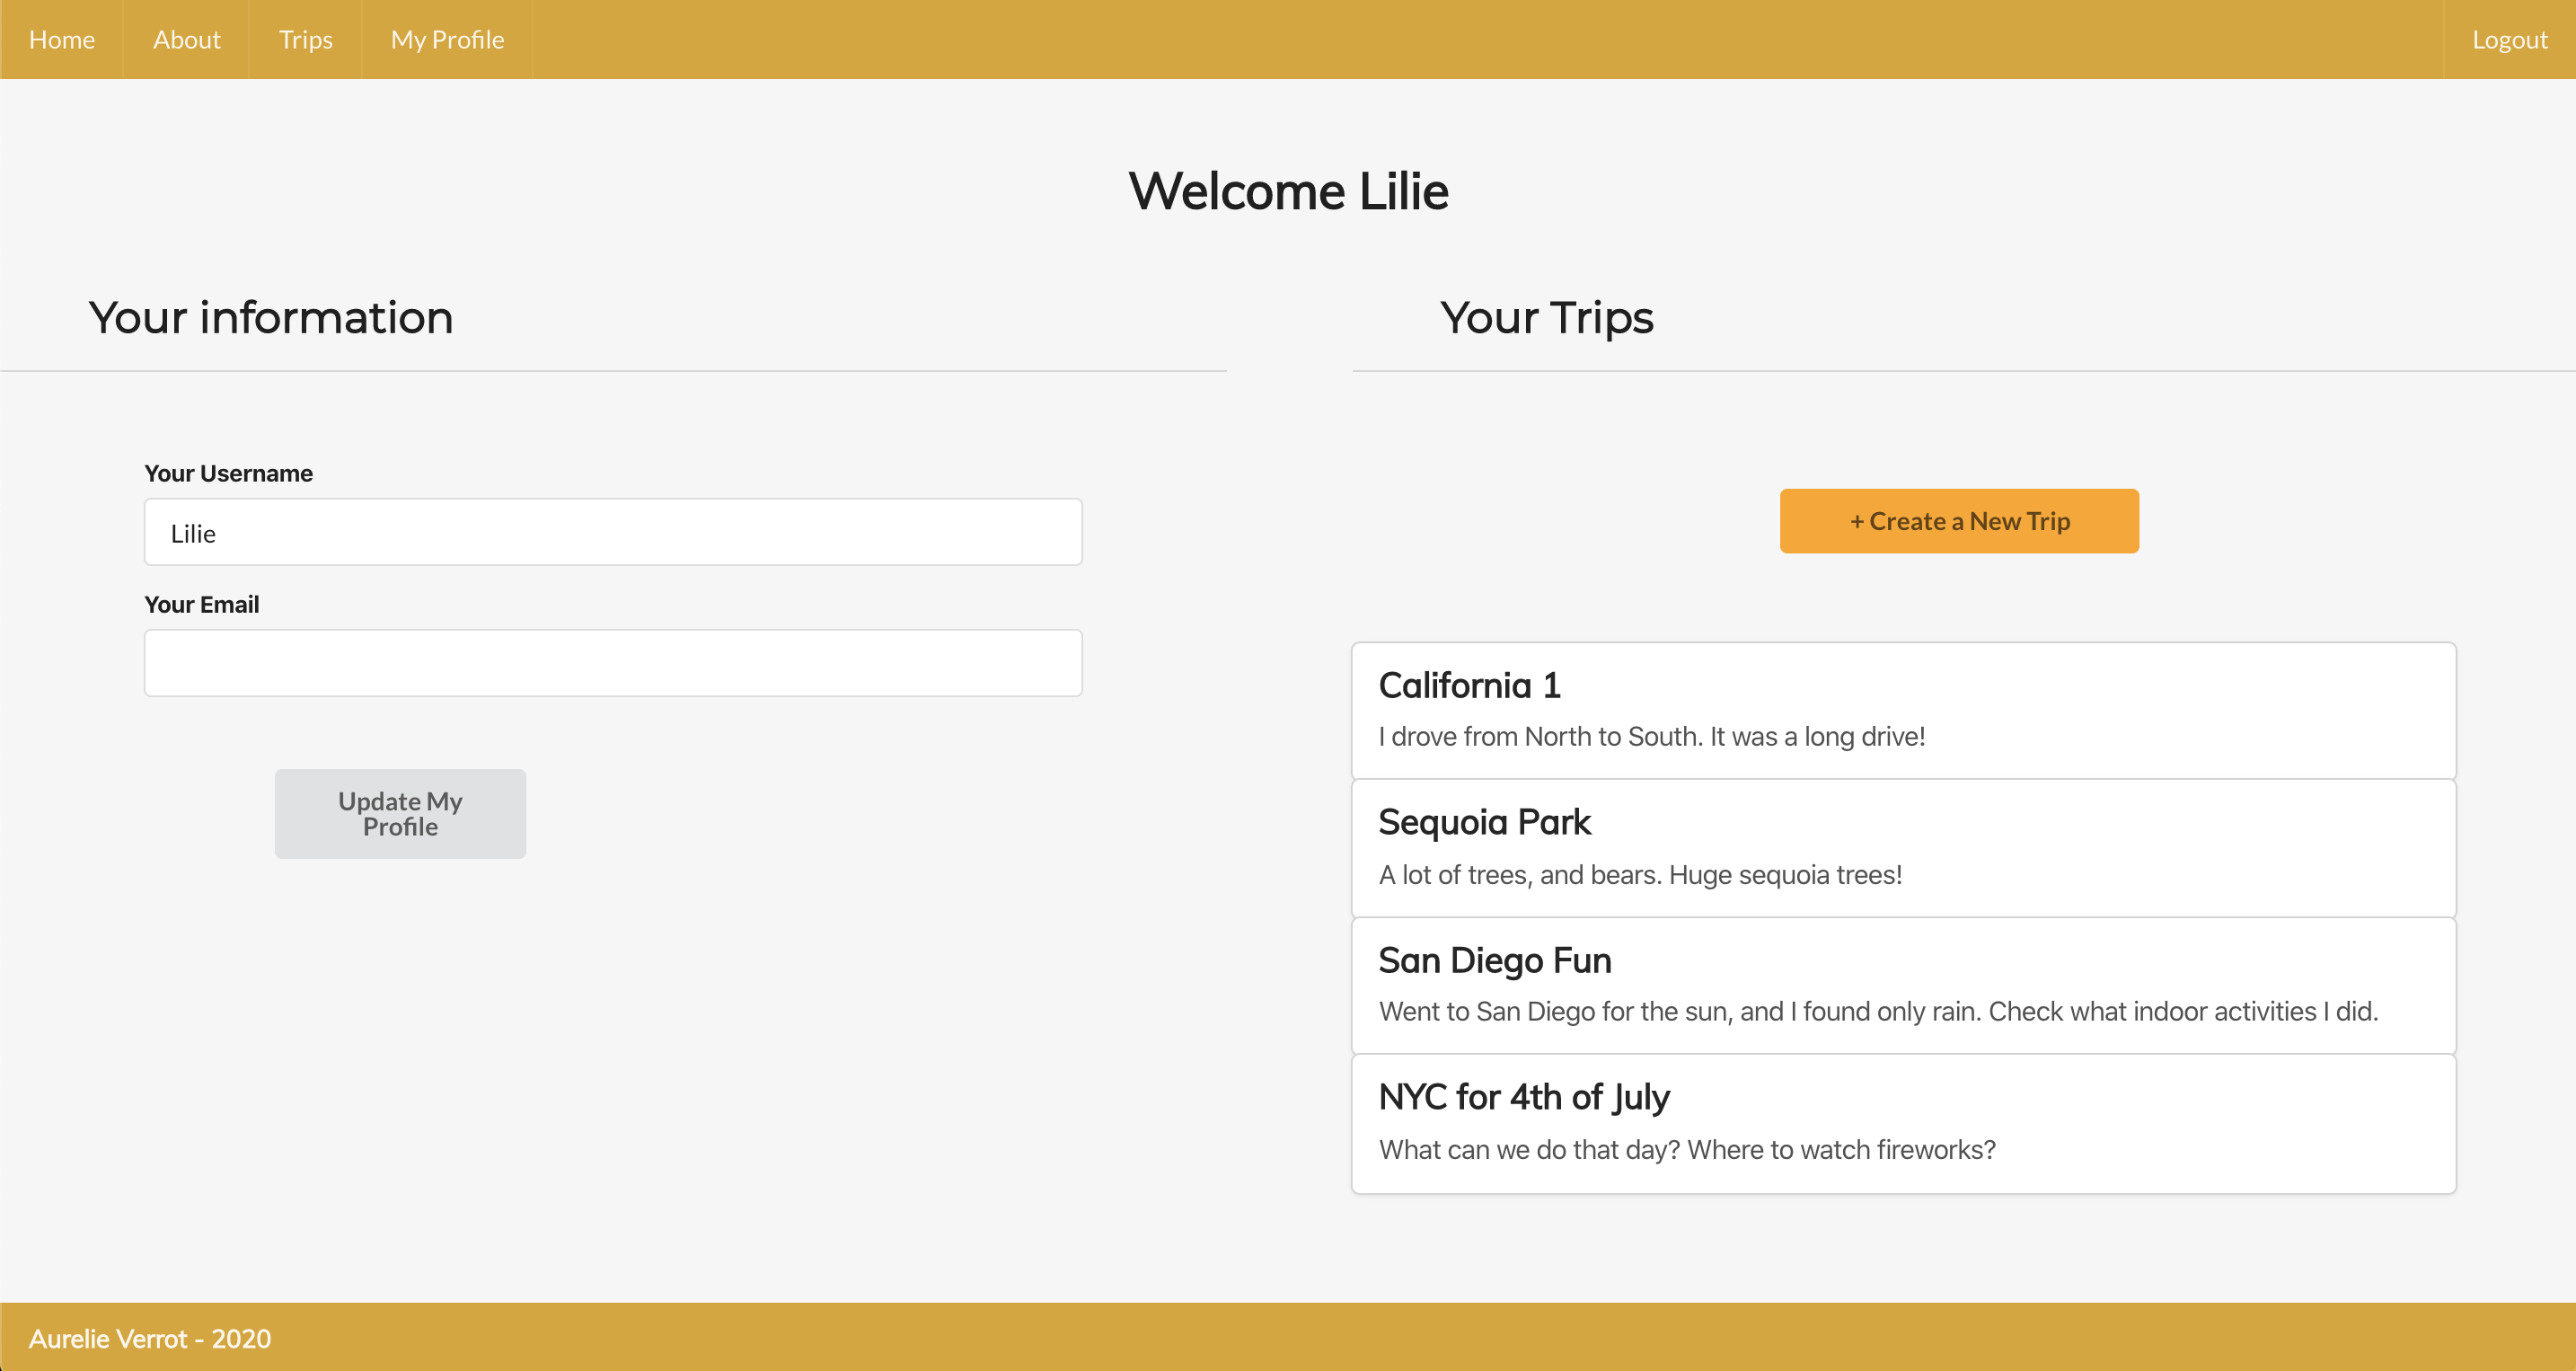 Home About Trips My Profile Logout
Welcome Lilie
Your information
Your Username
Lilie
Your Email
Update My
Profile
Your Trips
+ Create a New Trip
California 1
I drove from North to South. It was a long drive!
Sequoia Park
A lot of trees, and bears. Huge sequoia trees!
San Diego Fun
Went to San Diego for the sun, and I found only rain. Check what indoor activities I did.
NYC for 4th of July
What can we do that day? Where to watch fireworks?
Aurelie Verrot - 2020